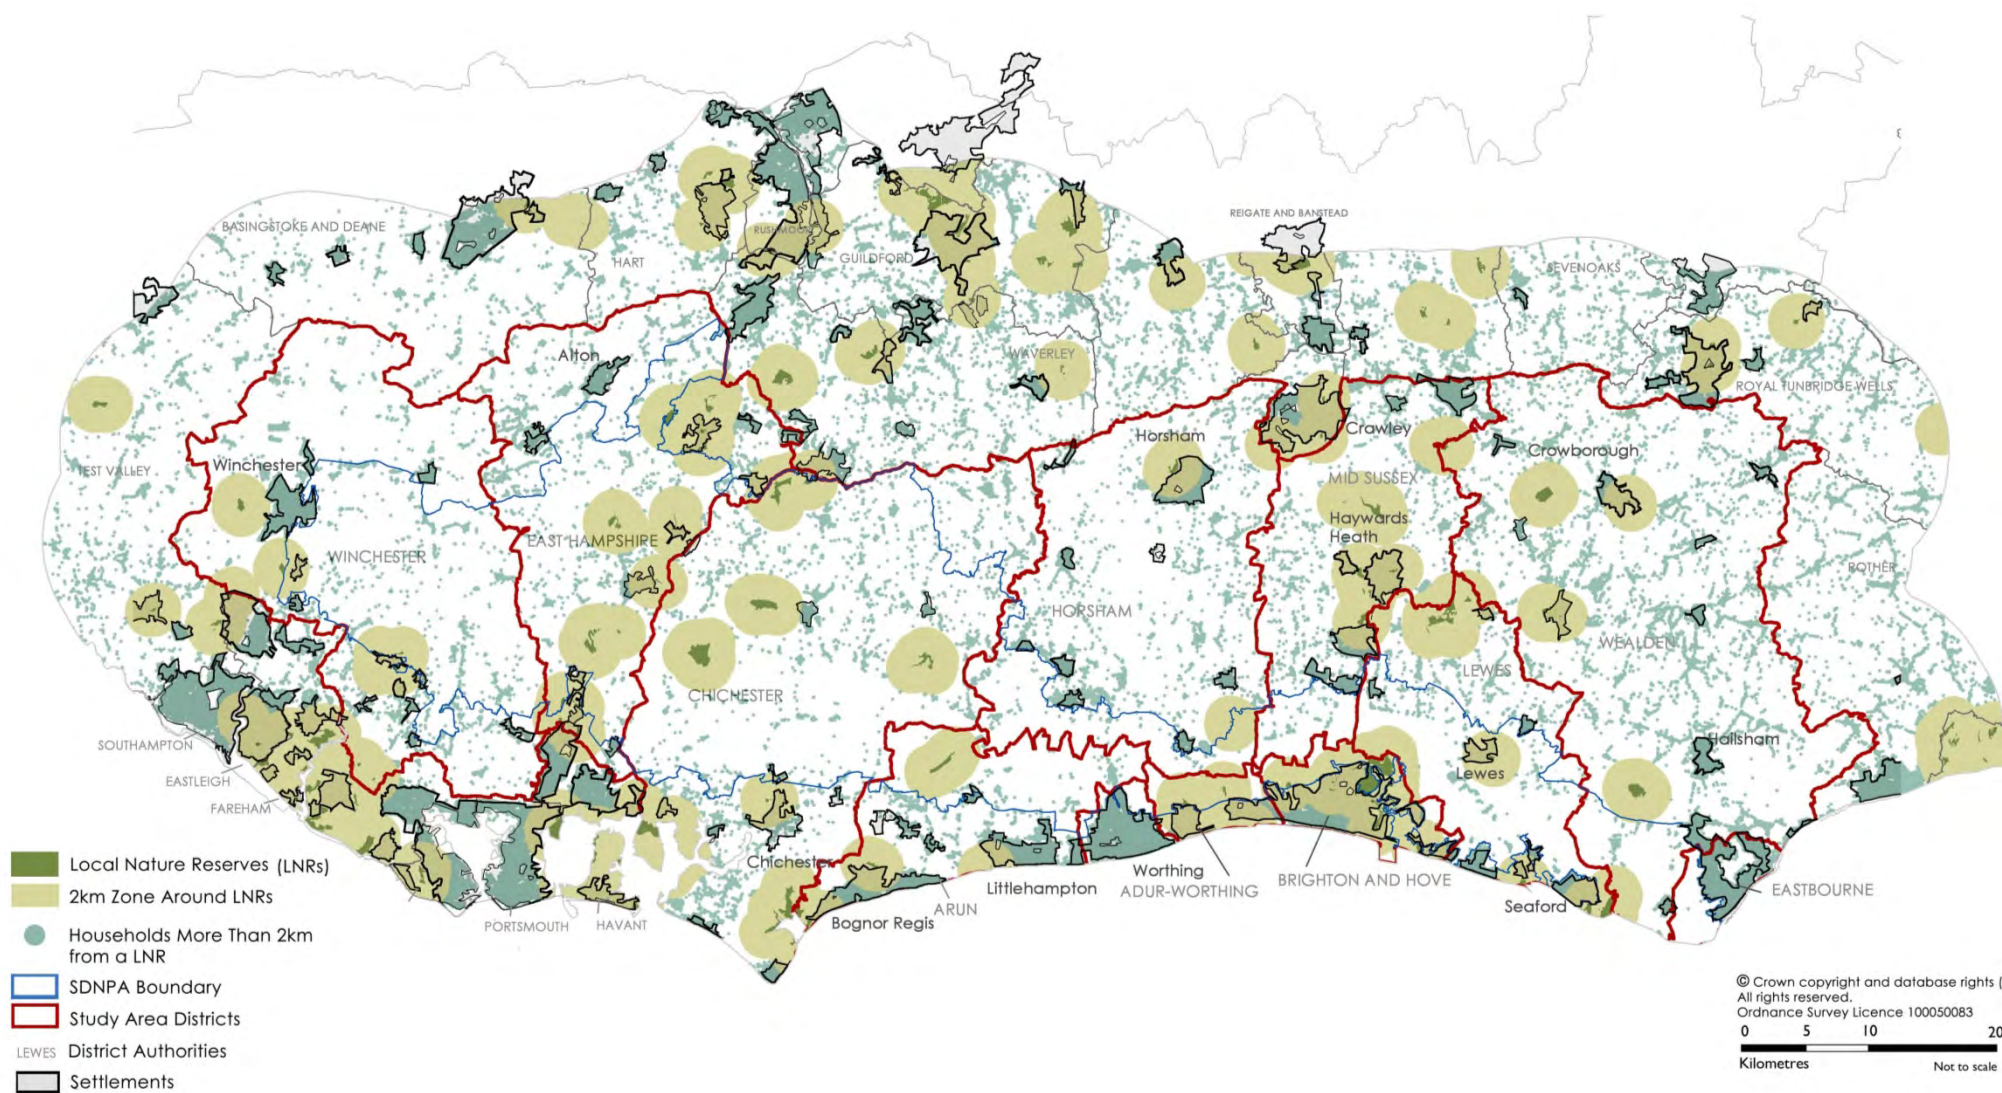 BASINGSTOKE AND DEANE
HART
RUSHMOOR
GUILDFORD
REIGATE AND BANSTEAD
SEVENOAKS
Alton
WAVERLEY
ROYAL TUNBRIDGE WELLS
TEST VALLEY
Winchester
Horsham
Crawley
Crowborough
MID SUSSEX
Haywards
Heath
WINCHESTER
EAST HAMPSHIRE
HORSHAM
ROTHER
WEALDEN
LEWES
CHICHESTER
SOUTHAMPTON
EASTLEIGH
FAREHAM
Hailsham
Lewes
Chichester
Worthing
ADUR-WORTHING
BRIGHTON AND HOVE
EASTBOURNE
Littlehampton
ARUN
Bognor Regis
Seaford
PORTSMOUTH
HAVANT
Local Nature Reserves (LNRs)
2km Zone Around LNRs
Households More Than 2km
from a LNR
SDNPA Boundary
Study Area Districts
LEWES District Authorities
Settlements
© Crown copyright and database rights (
All rights reserved.
Ordnance Survey Licence 100050083
0 5 10 20
Kilometres
Not to scale